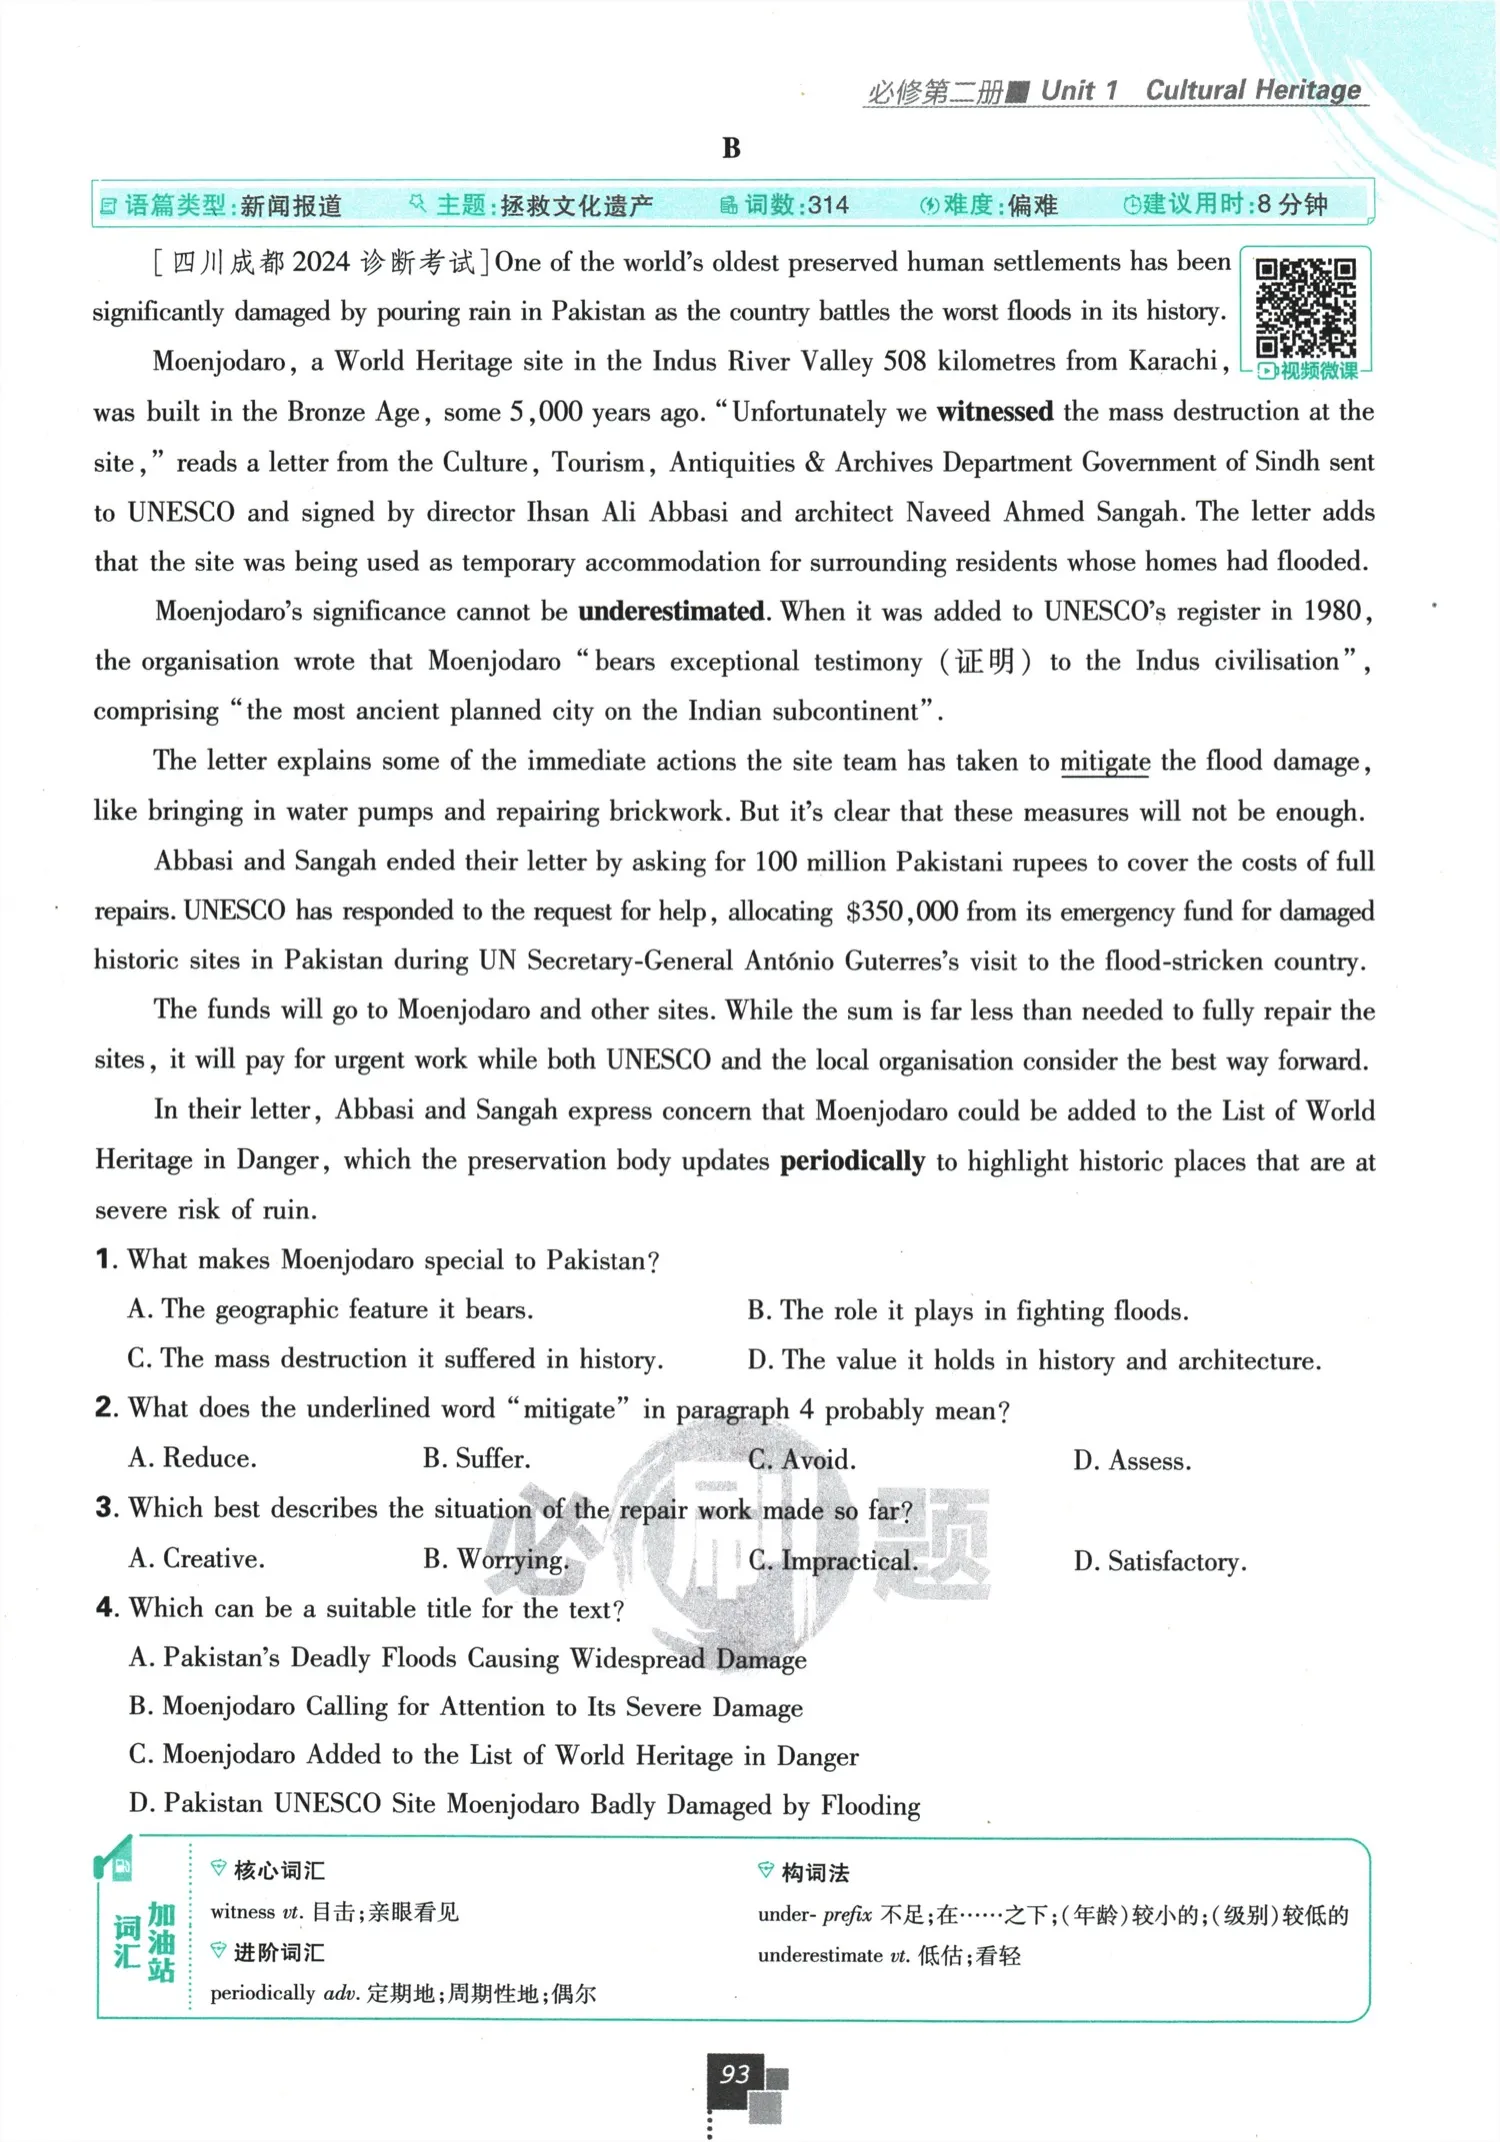 必修第二册 Unit 1 Cultural Heritage
B
语篇类型:新闻报道 主题:拯救文化遗产 词数:314 难度:偏难 建议用时:8分钟
[四川成都2024诊断考试]One of the world's oldest preserved human settlements has been
significantly damaged by pouring rain in Pakistan as the country battles the worst floods in its history.
视频微课
Moenjodaro, a World Heritage site in the Indus River Valley 508 kilometres from Karachi,
was built in the Bronze Age, some 5,000 years ago. “Unfortunately we witnessed the mass destruction at the
site,” reads a letter from the Culture, Tourism, Antiquities & Archives Department Government of Sindh sent
to UNESCO and signed by director Ihsan Ali Abbasi and architect Naveed Ahmed Sangah. The letter adds
that the site was being used as temporary accommodation for surrounding residents whose homes had flooded.
Moenjodaro's significance cannot be underestimated. When it was added to UNESCO's register in 1980,
the organisation wrote that Moenjodaro “bears exceptional testimony (证明) to the Indus civilisation”,
comprising “the most ancient planned city on the Indian subcontinent”.
The letter explains some of the immediate actions the site team has taken to mitigate the flood damage,
like bringing in water pumps and repairing brickwork. But it's clear that these measures will not be enough.
Abbasi and Sangah ended their letter by asking for 100 million Pakistani rupees to cover the costs of full
repairs. UNESCO has responded to the request for help, allocating $350,000 from its emergency fund for damaged
historic sites in Pakistan during UN Secretary-General António Guterres's visit to the flood-stricken country.
The funds will go to Moenjodaro and other sites. While the sum is far less than needed to fully repair the
sites, it will pay for urgent work while both UNESCO and the local organisation consider the best way forward.
In their letter, Abbasi and Sangah express concern that Moenjodaro could be added to the List of World
Heritage in Danger, which the preservation body updates periodically to highlight historic places that are at
severe risk of ruin.
1. What makes Moenjodaro special to Pakistan?
A. The geographic feature it bears. B. The role it plays in fighting floods.
C. The mass destruction it suffered in history. D. The value it holds in history and architecture.
2. What does the underlined word “mitigate” in paragraph 4 probably mean?
A. Reduce. B. Suffer. C. Avoid. D. Assess.
3. Which best describes the situation of the repair work made so far?
A. Creative. B. Worrying. C. Impractical. D. Satisfactory.
必刷题
4. Which can be a suitable title for the text?
A. Pakistan's Deadly Floods Causing Widespread Damage
B. Moenjodaro Calling for Attention to Its Severe Damage
C. Moenjodaro Added to the List of World Heritage in Danger
D. Pakistan UNESCO Site Moenjodaro Badly Damaged by Flooding
词汇加油站
核心词汇
witness vt. 目击;亲眼看见
进阶词汇
periodically adv. 定期地;周期性地;偶尔
构词法
under- prefix 不足;在……之下;(年龄)较小的;(级别)较低的
underestimate vt. 低估;看轻
93